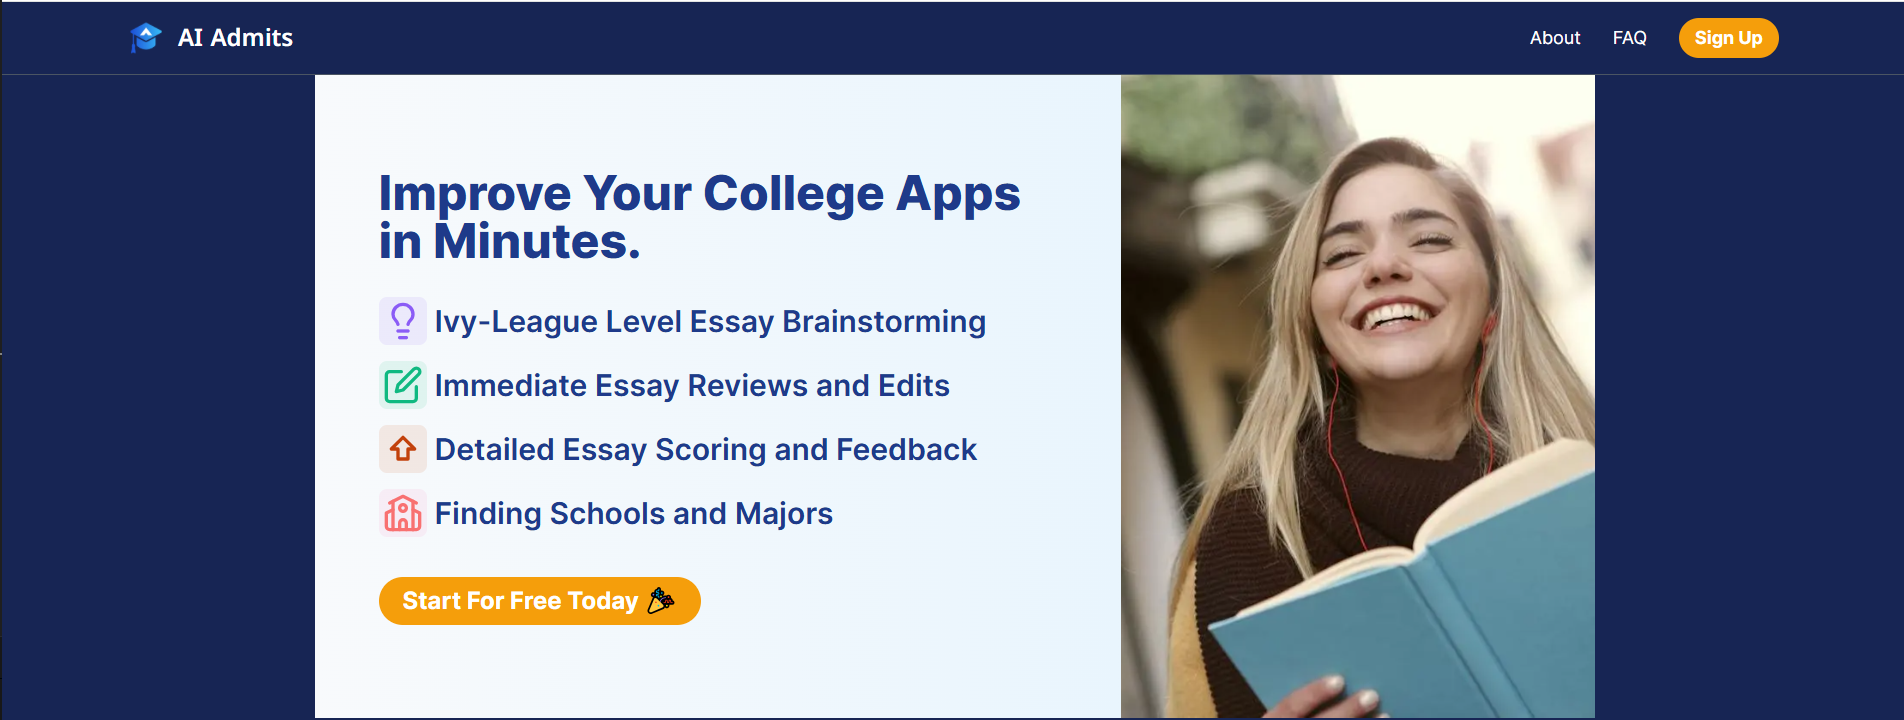 AI Admits
About
FAQ
Sign Up
Improve Your College Apps
in Minutes.
Ivy-League Level Essay Brainstorming
Immediate Essay Reviews and Edits
Detailed Essay Scoring and Feedback
Finding Schools and Majors
Start For Free Today 🎉